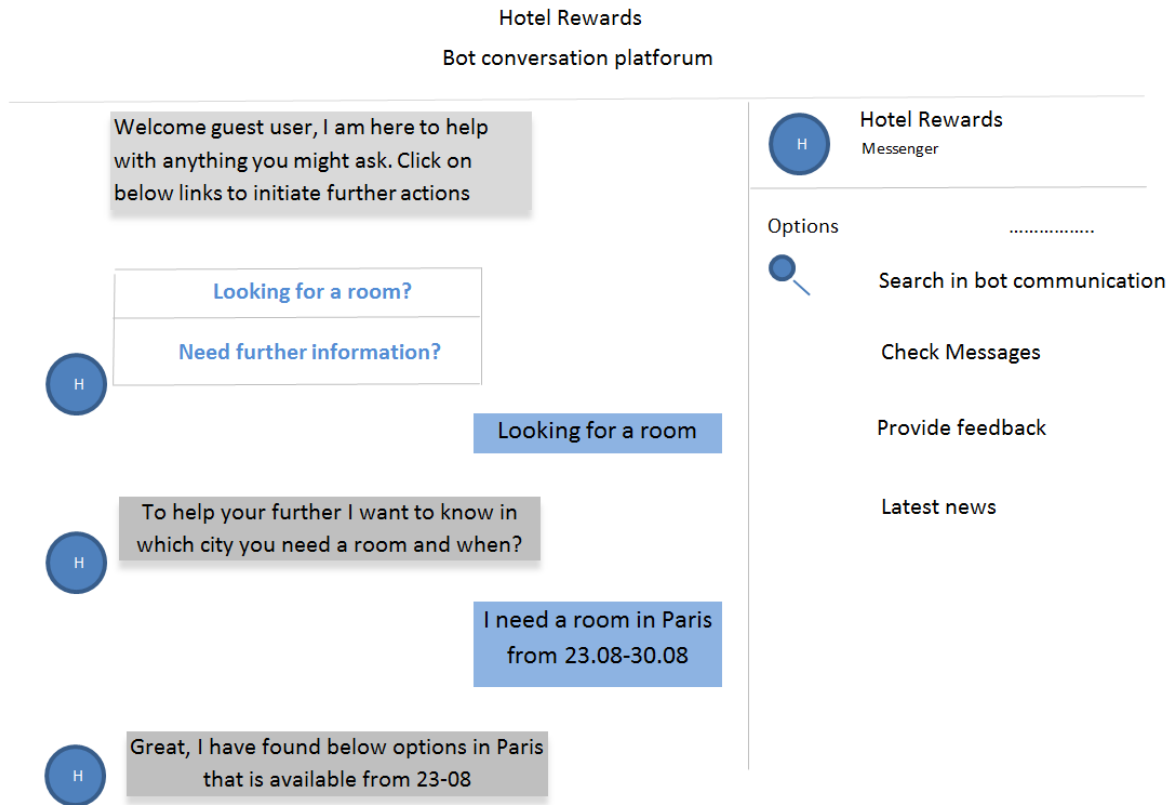 Hotel Rewards
Bot conversation platforum
Welcome guest user, I am here to help
with anything you might ask. Click on
below links to initiate further actions
Looking for a room?
Need further information?
H
Looking for a room
To help your further I want to know in
which city you need a room and when?
H
I need a room in Paris
from 23.08-30.08
Great, I have found below options in Paris
that is available from 23-08
H
H
Hotel Rewards
Messenger
Options ……………..
Search in bot communication
Check Messages
Provide feedback
Latest news